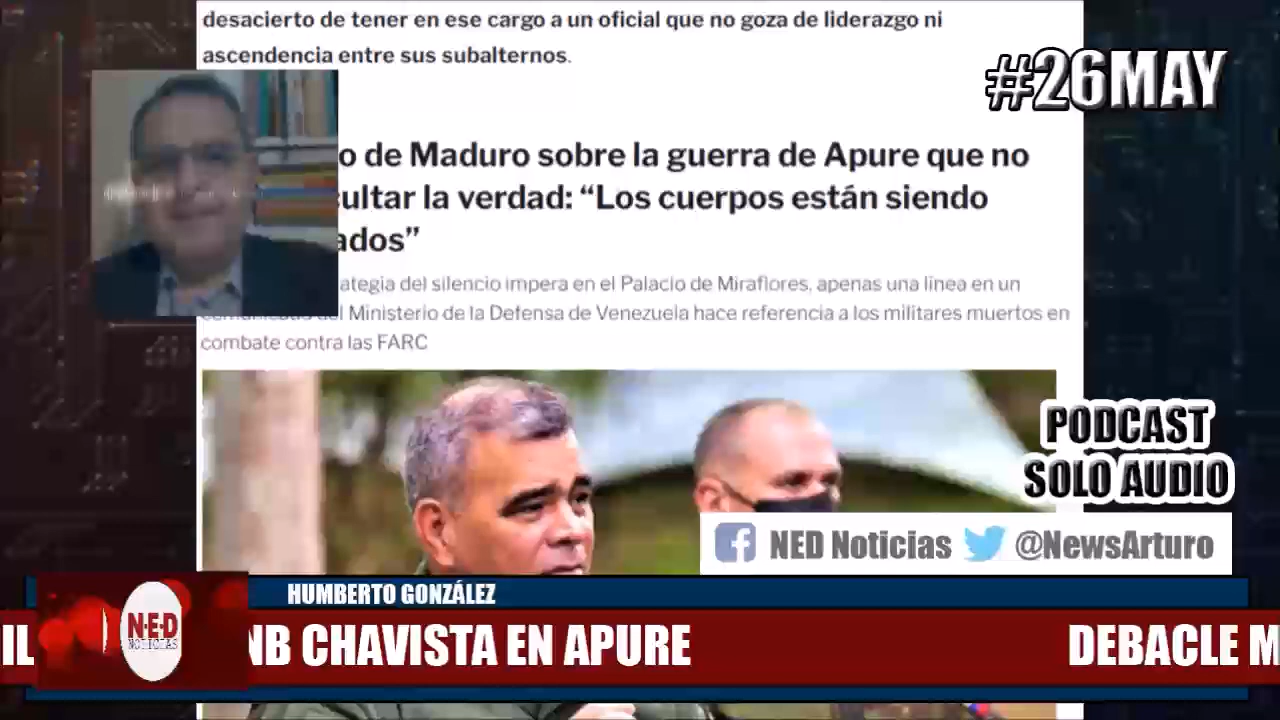 desacierto de tener en ese cargo a un oficial que no goza de liderazgo ni
ascendencia entre sus subalternos.
#26MAY
o de Maduro sobre la guerra de Apure que no
cultar la verdad: “Los cuerpos están siendo
ados”
ategia del silencio impera en el Palacio de Miraflores, apenas una línea en un
comunicado del Ministerio de la Defensa de Venezuela hace referencia a los militares muertos en
combate contra las FARC
PODCAST
SOLO AUDIO
NED Noticias @NewsArturo
HUMBERTO GONZÁLEZ
IL N·E·D NB CHAVISTA EN APURE DEBACLE M
NOTICIAS